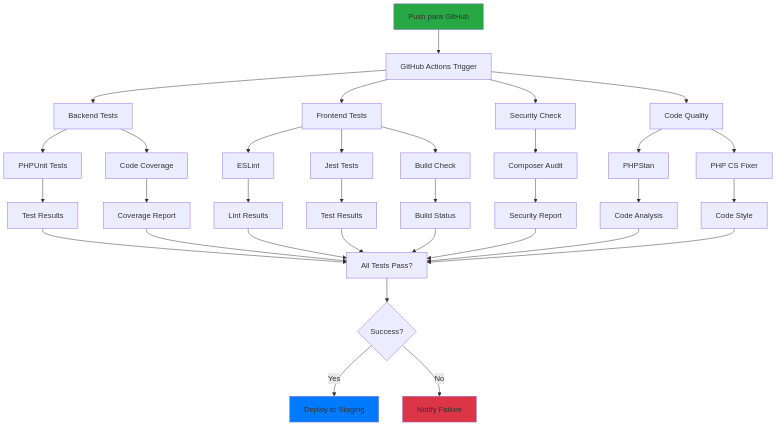 Push para GitHub
GitHub Actions Trigger
Backend Tests
Frontend Tests
Security Check
Code Quality
PHPUnit Tests
Code Coverage
ESLint
Jest Tests
Build Check
Composer Audit
PHPStan
PHP CS Fixer
Test Results
Coverage Report
Lint Results
Test Results
Build Status
Security Report
Code Analysis
Code Style
All Tests Pass?
Success?
Yes
No
Deploy to Staging
Notify Failure